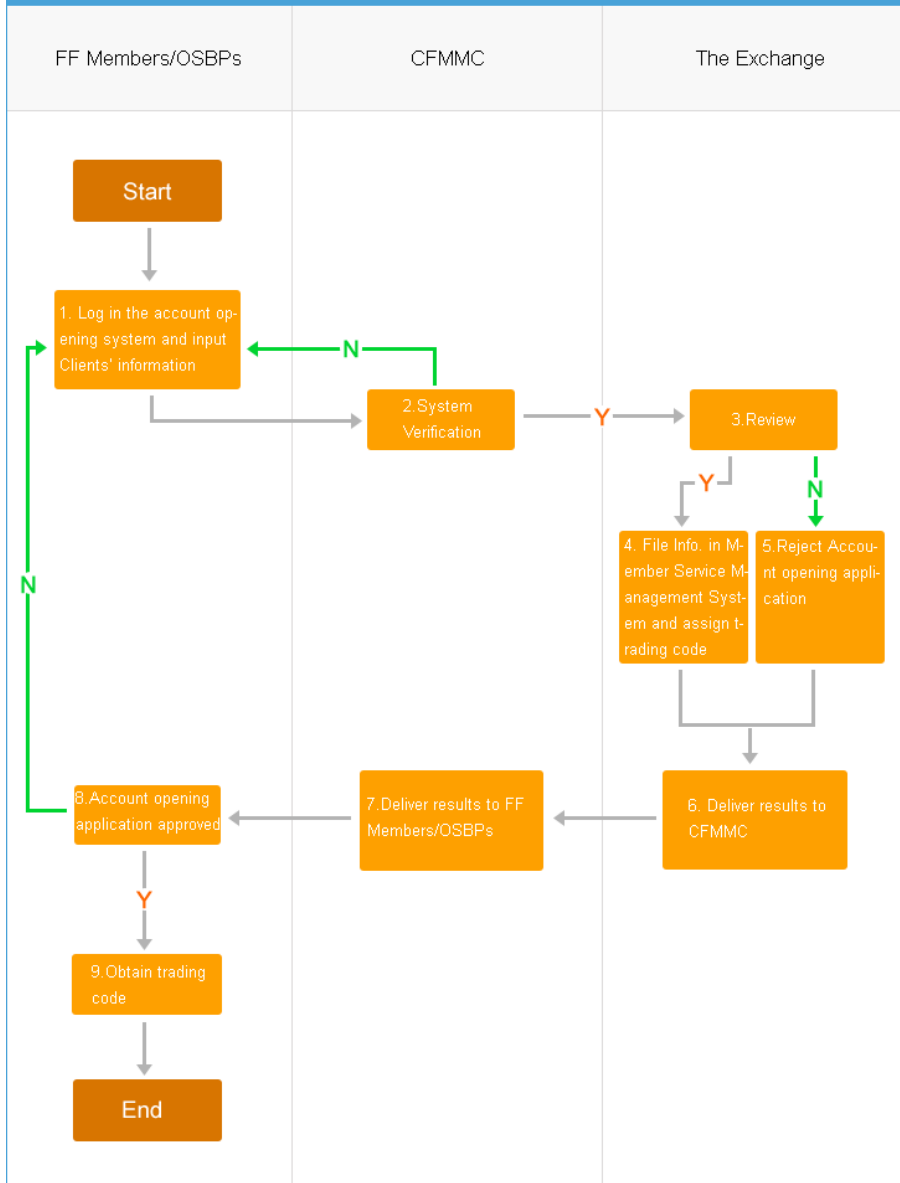 FF Members/OSBPs
CFMMC
The Exchange
Start
1. Log in the account op-
ening system and input
Clients' information
N
2.System
Verification
Y
3.Review
Y
N
4. File Info. in M-
ember Service M-
anagement Syst-
em and assign t-
rading code
5.Reject Accou-
nt opening appli-
cation
N
8.Account opening
application approved
7.Deliver results to FF
Members/OSBPs
6. Deliver results to
CFMMC
Y
9.Obtain trading
code
End